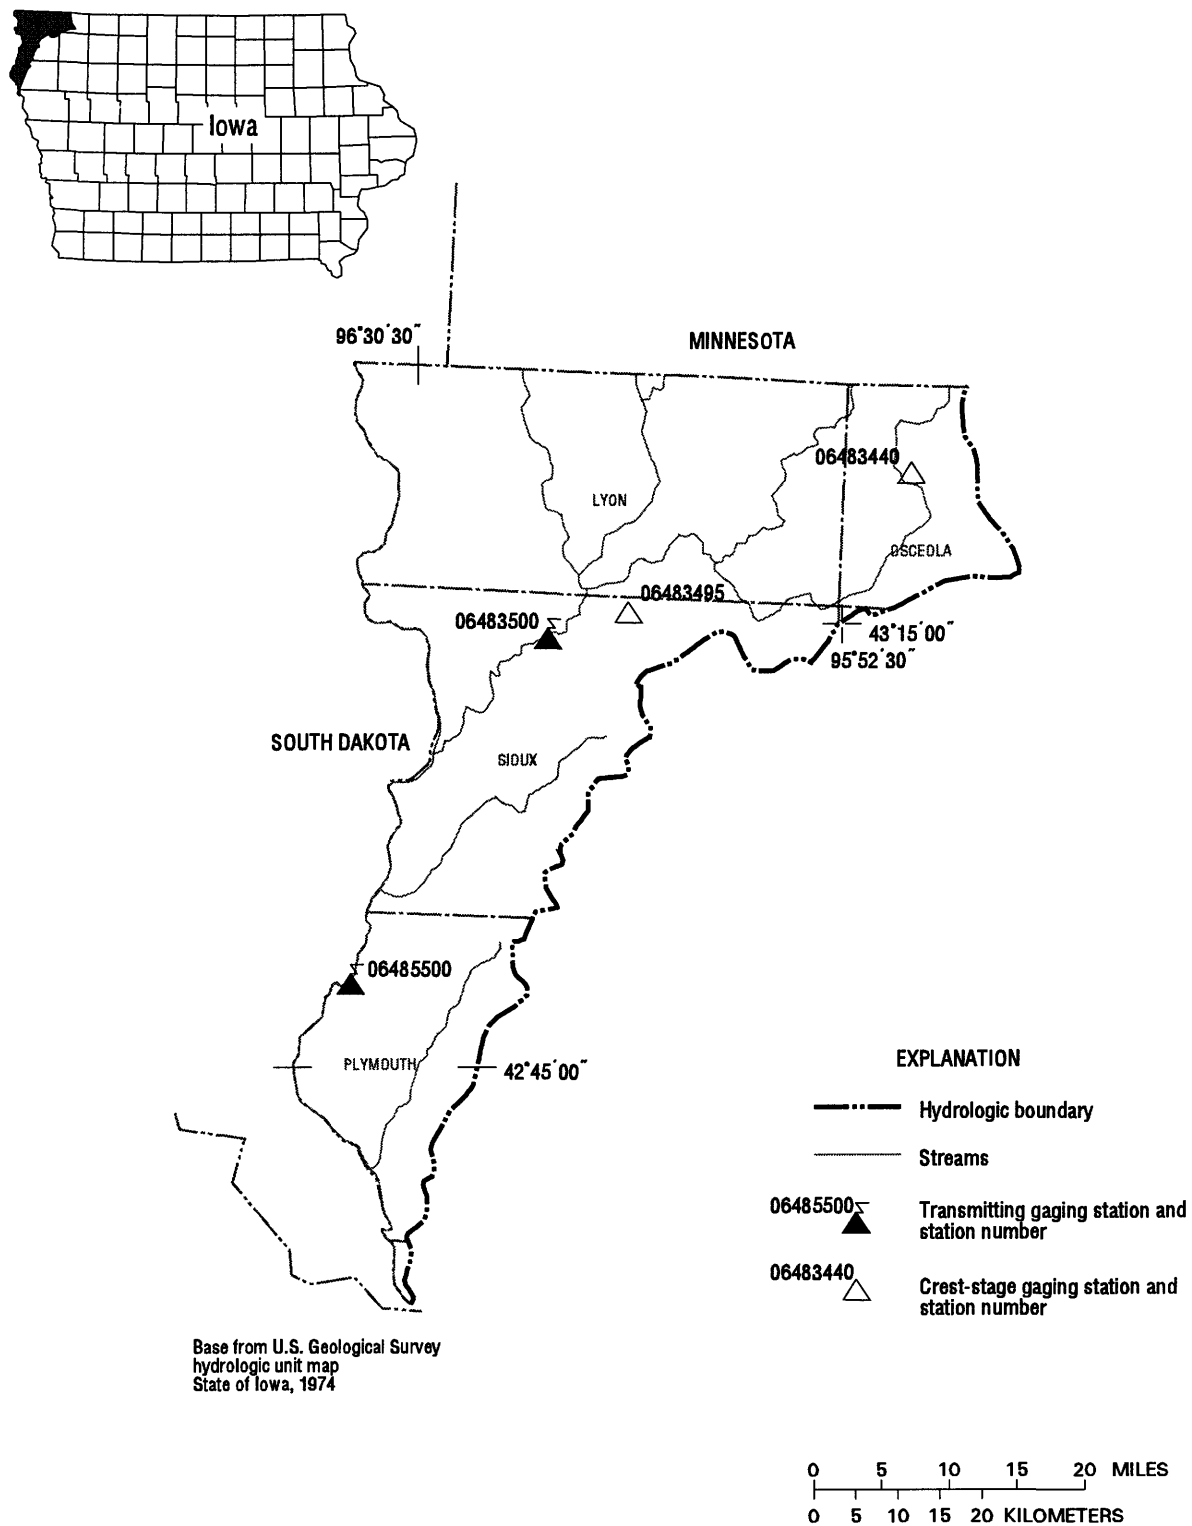 Iowa
96°30′30″
MINNESOTA
06483440
LYON
OSCEOLA
06483495
06483500
43°15′00″
95°52′30″
SOUTH DAKOTA
SIOUX
06485500
PLYMOUTH
42°45′00″
EXPLANATION
Hydrologic boundary
Streams
06485500
Transmitting gaging station and
station number
06483440
Crest-stage gaging station and
station number
Base from U.S. Geological Survey
hydrologic unit map
State of Iowa, 1974
0 5 10 15 20 MILES
0 5 10 15 20 KILOMETERS